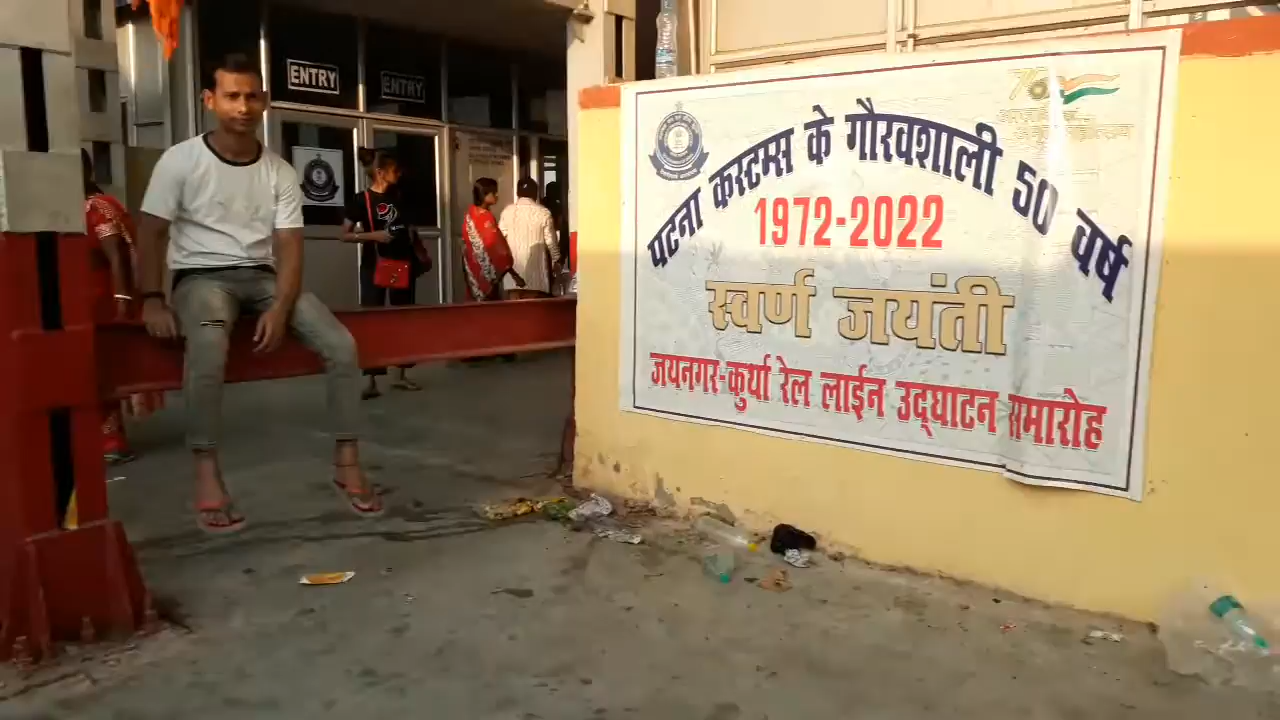 ENTRY
ENTRY
पटना कस्टम्स के गौरवशाली 50 वर्ष
1972-2022
स्वर्ण जयंती
जयनगर-कुर्था रेल लाईन उद्घाटन समारोह